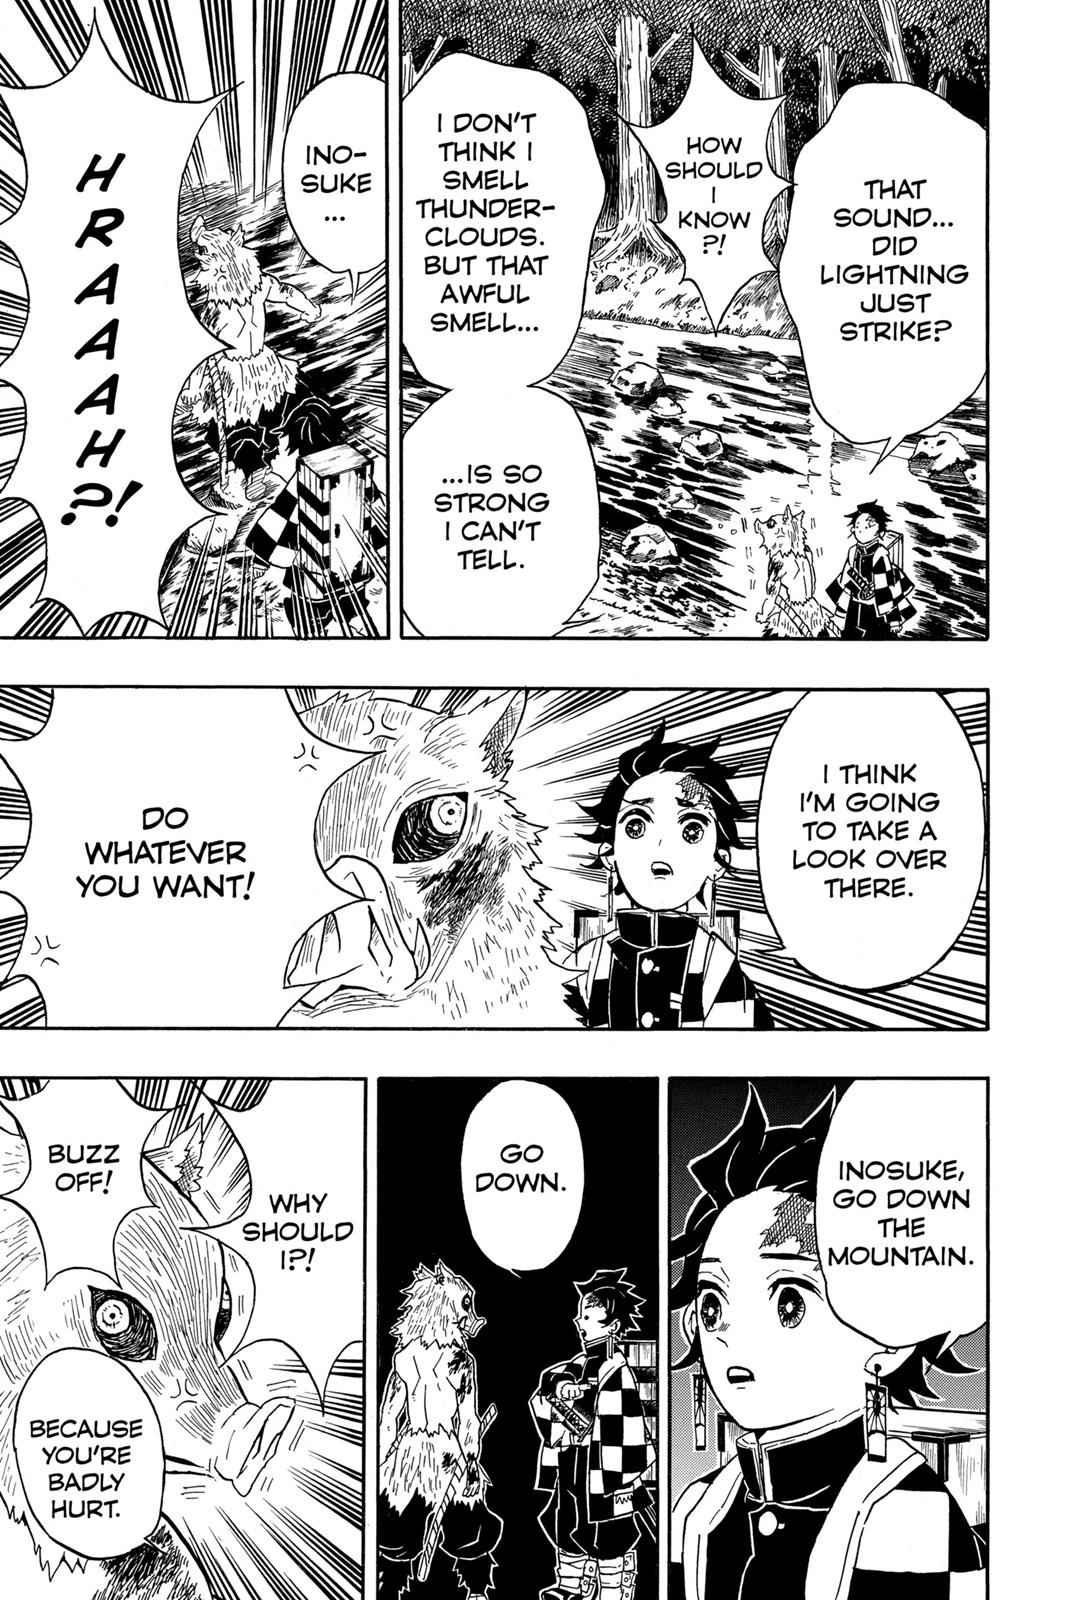 THAT
SOUND...
DID
LIGHTNING
JUST
STRIKE?
HOW
SHOULD
I
KNOW
?!
I DON'T
THINK I
SMELL
THUNDER-
CLOUDS.
BUT THAT
AWFUL
SMELL...
...IS SO
STRONG
I CAN'T
TELL.
INO-
SUKE
...
HRAAAH?!
I THINK
I'M GOING
TO TAKE A
LOOK OVER
THERE.
DO
WHATEVER
YOU WANT!
INOSUKE,
GO DOWN
THE
MOUNTAIN.
GO
DOWN.
WHY
SHOULD
I?!
BUZZ
OFF!
BECAUSE
YOU'RE
BADLY
HURT.